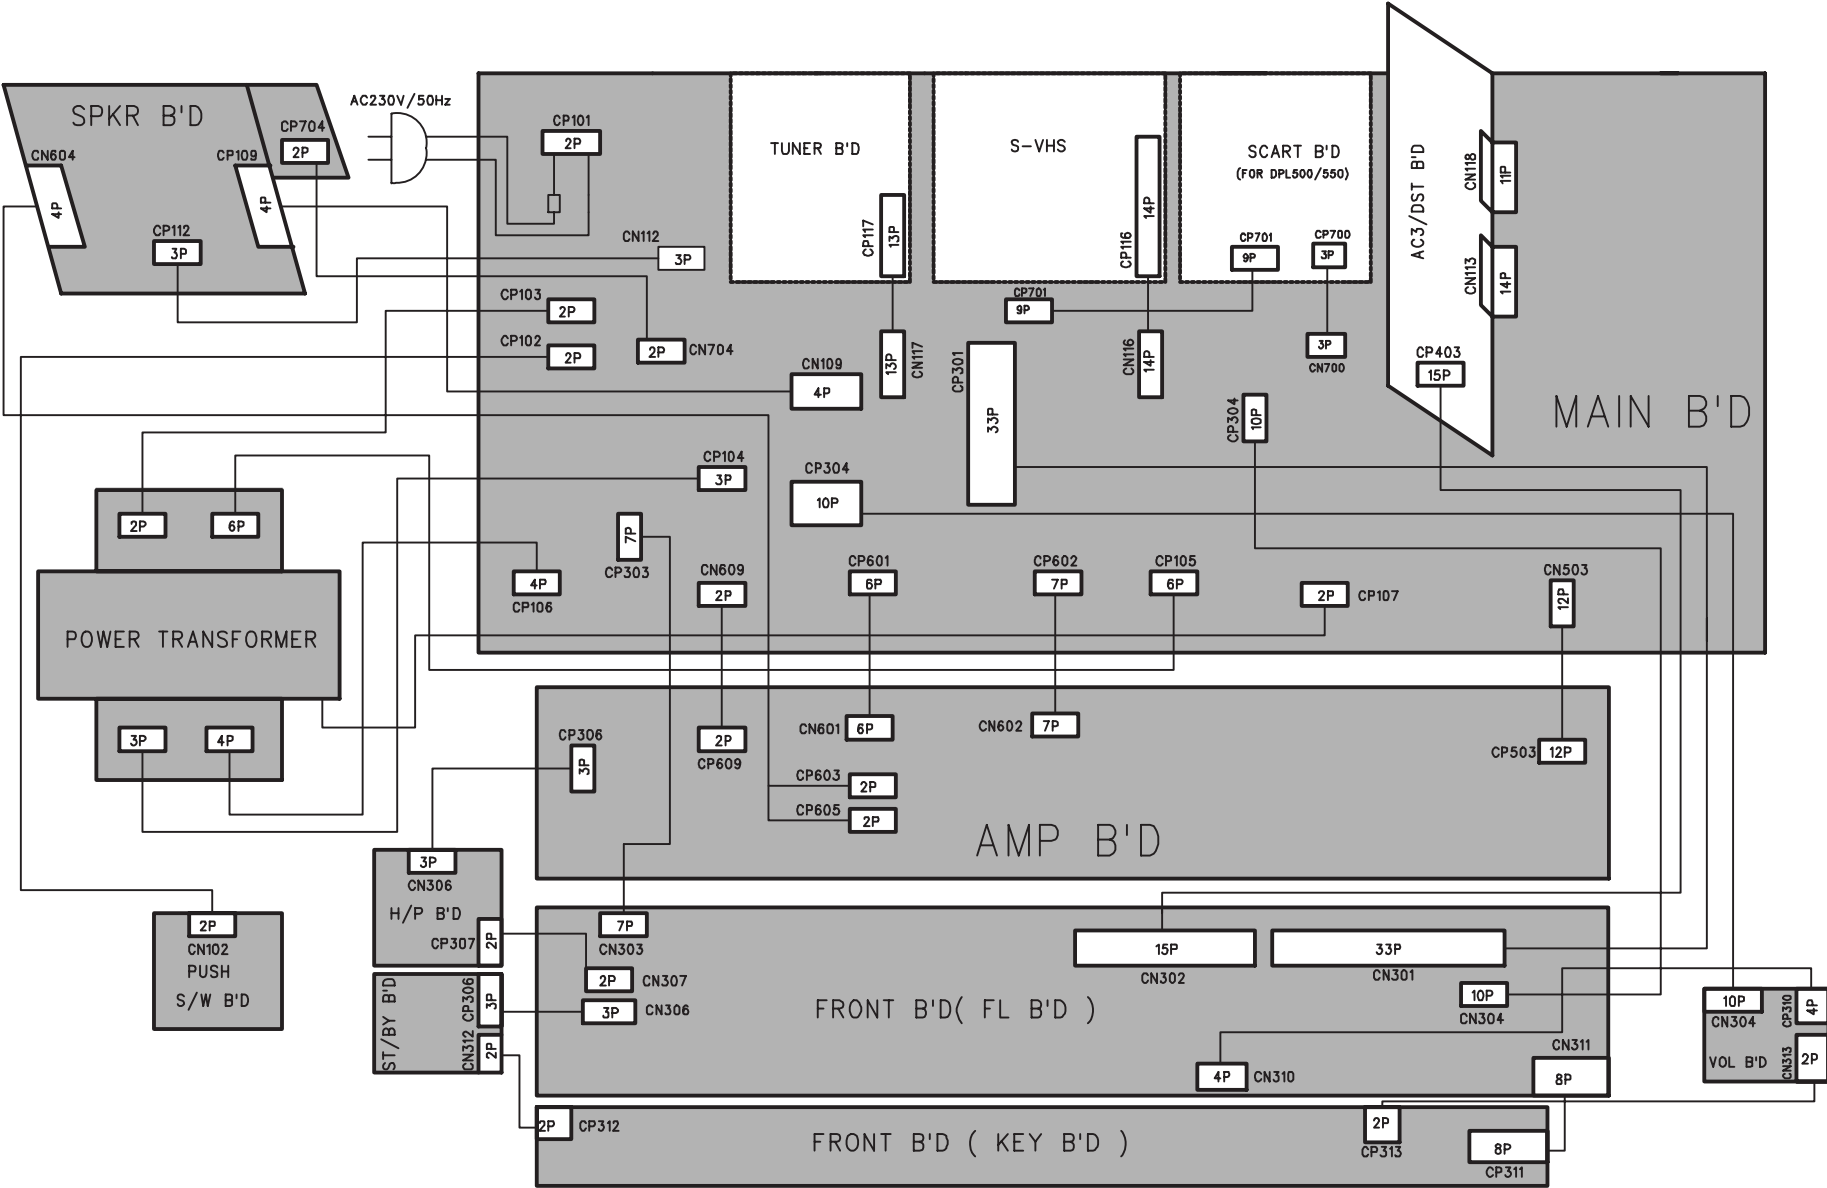 SPKR B'D
CP704
2P
CN604
4P
CP109
4P
CP112
3P
AC230V/50Hz
CP101
2P
CN112
3P
CP103
2P
CP102
2P
2P
CN704
TUNER B'D
CP117
13P
13P
CN117
S-VHS
CP116
14P
CP701
9P
CN116
14P
SCART B'D
(FOR DPL500/550)
CP701
9P
CP700
3P
3P
CN700
AC3/DST B'D
CN118
11P
CN113
14P
CP403
15P
MAIN B'D
CN109
4P
CP301
33P
CP304
10P
CP104
3P
CP304
10P
7P
CP303
4P
CP106
CN609
2P
CP601
6P
CP602
7P
CP105
6P
2P
CP107
CN503
12P
2P
6P
POWER TRANSFORMER
3P
4P
CP306
3P
2P
CP609
CN601
6P
CN602
7P
CP503
12P
CP603
2P
CP605
2P
AMP B'D
3P
CN306
H/P B'D
CP307
2P
2P
CN102
PUSH
S/W B'D
ST/BY B'D
CP306
3P
CN312
2P
7P
CN303
2P
CN307
3P
CN306
15P
CN302
33P
CN301
10P
CN304
FRONT B'D( FL B'D )
4P
CN310
CN311
8P
10P
CN304
CP310
4P
VOL B'D
CN313
2P
2P
CP312
FRONT B'D ( KEY B'D )
2P
CP313
8P
CP311